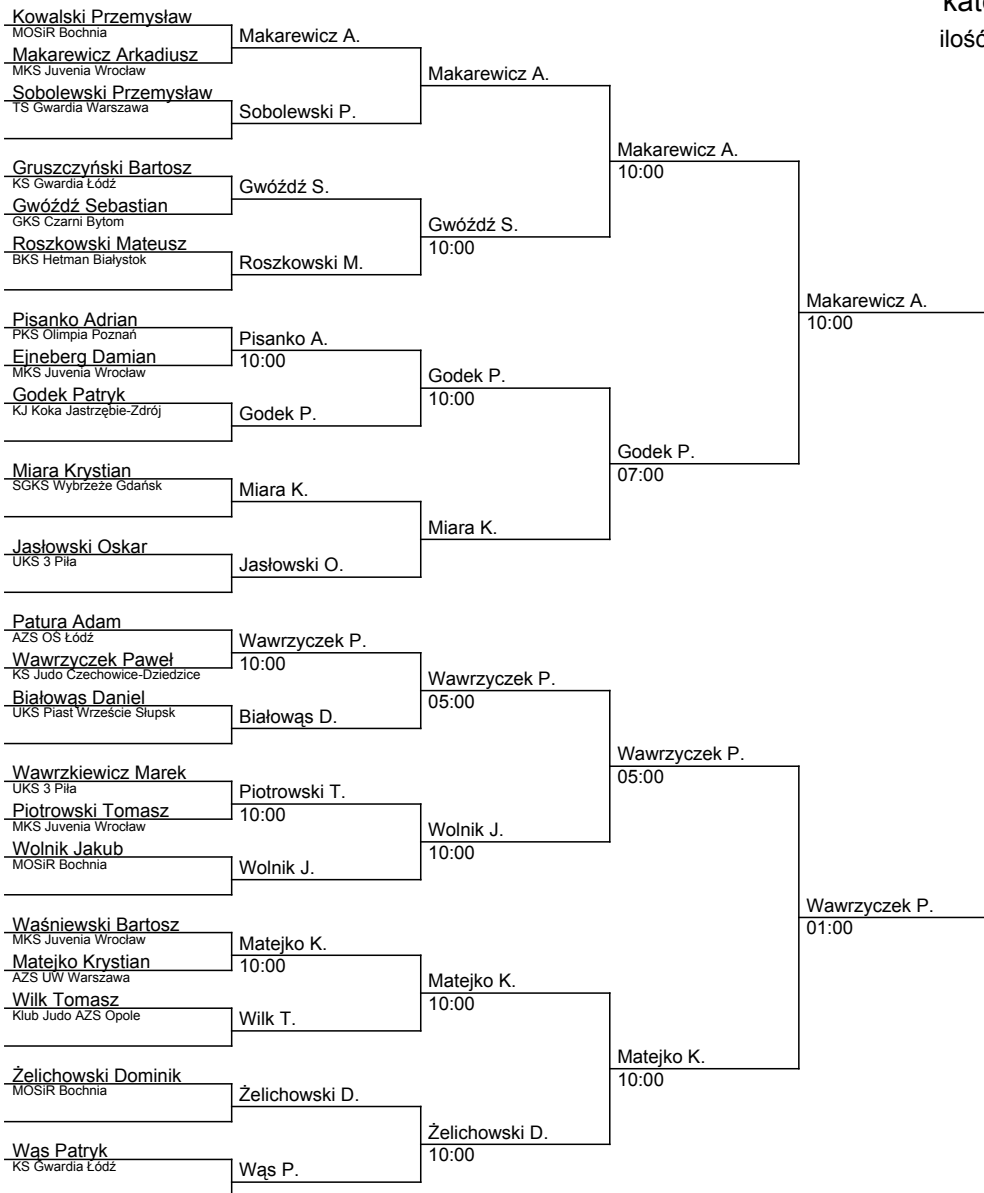 Kowalski Przemysław
MOSiR Bochnia
Makarewicz Arkadiusz
MKS Juvenia Wrocław
Sobolewski Przemysław
TS Gwardia Warszawa
Gruszczyński Bartosz
KS Gwardia Łódź
Gwóźdź Sebastian
GKS Czarni Bytom
Roszkowski Mateusz
BKS Hetman Białystok
Pisanko Adrian
PKS Olimpia Poznań
Ejneberg Damian
MKS Juvenia Wrocław
Godek Patryk
KJ Koka Jastrzębie-Zdrój
Miara Krystian
SGKS Wybrzeże Gdańsk
Jasłowski Oskar
UKS 3 Piła
Patura Adam
AZS OŚ Łódź
Wawrzyczek Paweł
KS Judo Czechowice-Dziedzice
Białowąs Daniel
UKS Piast Wrzeście Słupsk
Wawrzkiewicz Marek
UKS 3 Piła
Piotrowski Tomasz
MKS Juvenia Wrocław
Wolnik Jakub
MOSiR Bochnia
Waśniewski Bartosz
MKS Juvenia Wrocław
Matejko Krystian
AZS UW Warszawa
Wilk Tomasz
Klub Judo AZS Opole
Żelichowski Dominik
MOSiR Bochnia
Wąs Patryk
KS Gwardia Łódź
Makarewicz A.
Sobolewski P.
Gwóźdź S.
Roszkowski M.
Pisanko A.
10:00
Godek P.
Miara K.
Jasłowski O.
Wawrzyczek P.
10:00
Białowąs D.
Piotrowski T.
10:00
Wolnik J.
Matejko K.
10:00
Wilk T.
Żelichowski D.
Wąs P.
Makarewicz A.
Gwóźdź S.
10:00
Godek P.
10:00
Miara K.
Wawrzyczek P.
05:00
Wolnik J.
10:00
Matejko K.
10:00
Żelichowski D.
10:00
Makarewicz A.
10:00
Godek P.
07:00
Wawrzyczek P.
05:00
Matejko K.
10:00
Makarewicz A.
10:00
Wawrzyczek P.
01:00
ilość